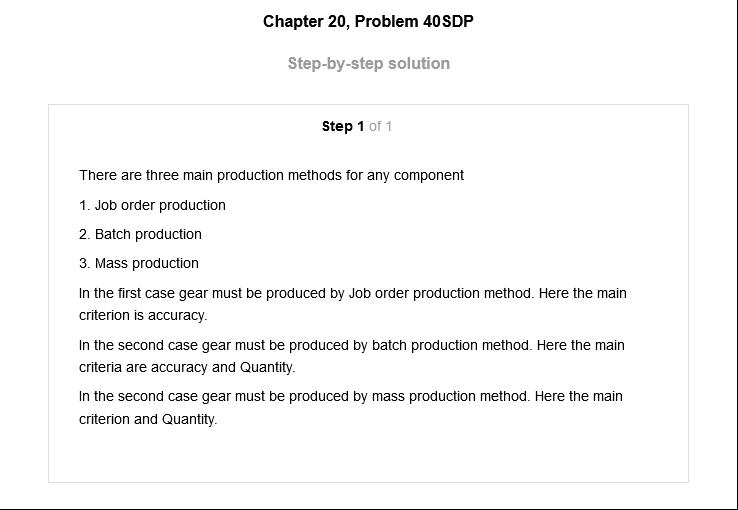 Chapter 20, Problem 40SDP
Step-by-step solution
Step 1 of 1
There are three main production methods for any component
1. Job order production
2. Batch production
3. Mass production
In the first case gear must be produced by Job order production method. Here the main
criterion is accuracy.
In the second case gear must be produced by batch production method. Here the main
criteria are accuracy and Quantity.
In the second case gear must be produced by mass production method. Here the main
criterion and Quantity.